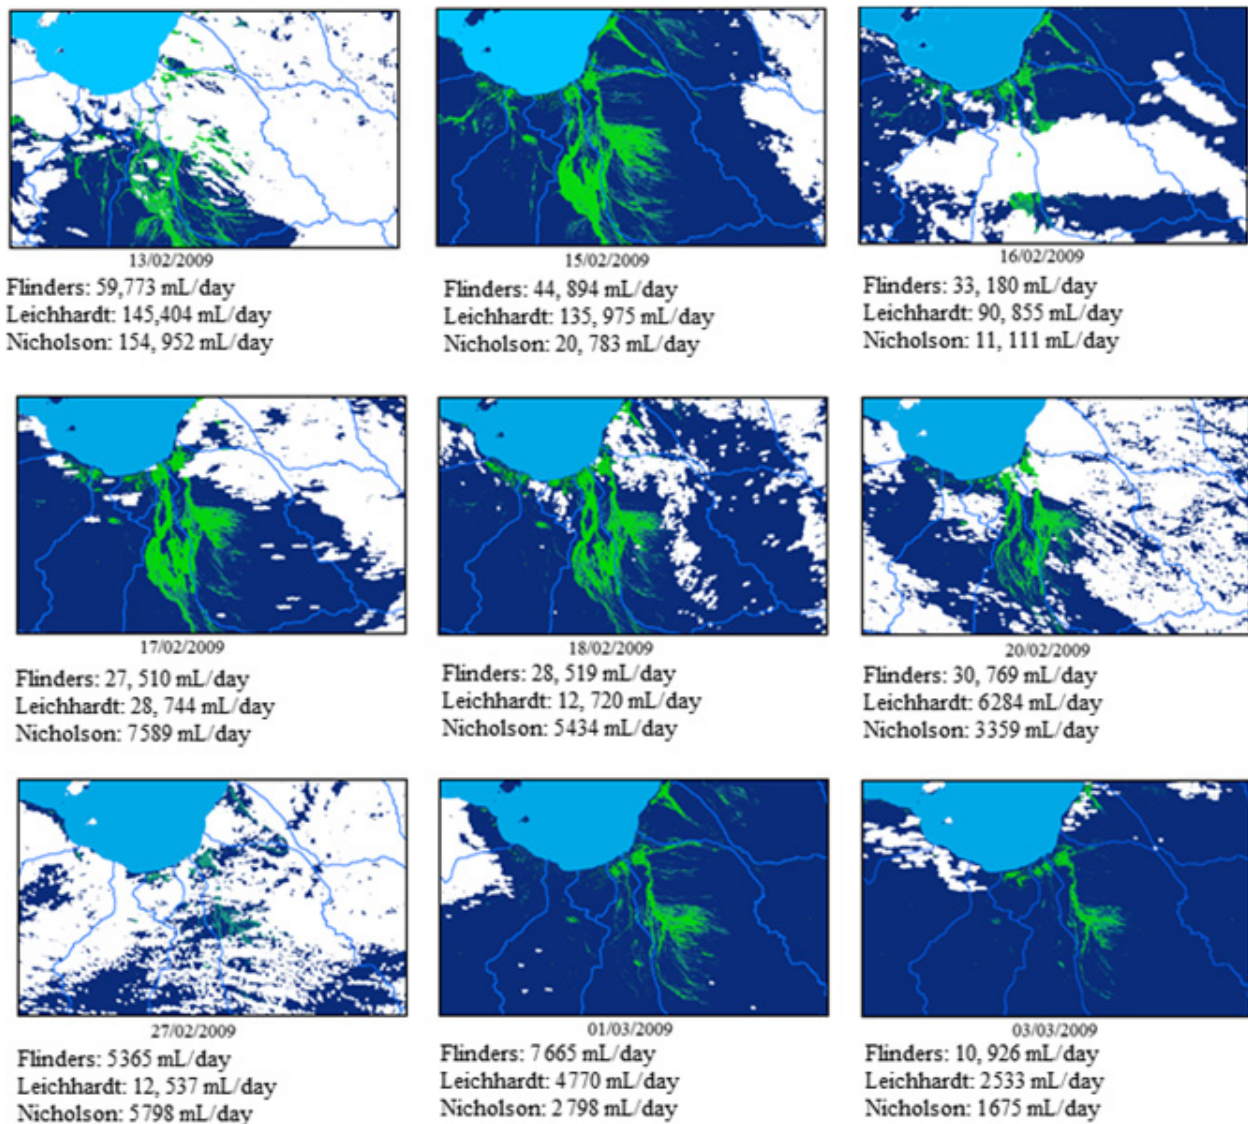 13/02/2009
Flinders: 59,773 mL/day
Leichhardt: 145,404 mL/day
Nicholson: 154, 952 mL/day
15/02/2009
Flinders: 44, 894 mL/day
Leichhardt: 135, 975 mL/day
Nicholson: 20, 783 mL/day
16/02/2009
Flinders: 33, 180 mL/day
Leichhardt: 90, 855 mL/day
Nicholson: 11, 111 mL/day
17/02/2009
Flinders: 27, 510 mL/day
Leichhardt: 28, 744 mL/day
Nicholson: 7589 mL/day
18/02/2009
Flinders: 28, 519 mL/day
Leichhardt: 12, 720 mL/day
Nicholson: 5434 mL/day
20/02/2009
Flinders: 30, 769 mL/day
Leichhardt: 6284 mL/day
Nicholson: 3359 mL/day
27/02/2009
Flinders: 5365 mL/day
Leichhardt: 12, 537 mL/day
Nicholson: 5798 mL/day
01/03/2009
Flinders: 7 665 mL/day
Leichhardt: 4770 mL/day
Nicholson: 2 798 mL/day
03/03/2009
Flinders: 10, 926 mL/day
Leichhardt: 2533 mL/day
Nicholson: 1675 mL/day